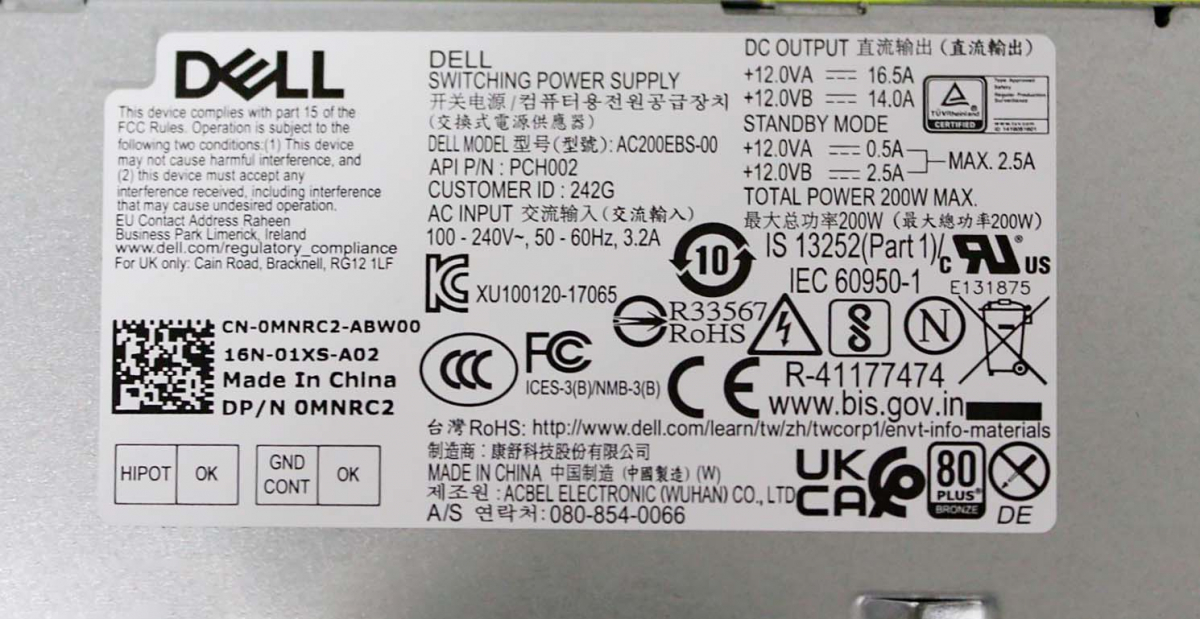 DELL
This device complies with part 15 of the
FCC Rules. Operation is subject to the
following two conditions:(1) This device
may not cause harmful interference, and
(2) this device must accept any
interference received, including interference
that may cause undesired operation.
EU Contact Address Raheen
Business Park Limerick, Ireland
www.dell.com/regulatory_compliance
For UK only: Cain Road, Bracknell, RG12 1LF
CN-0MNRC2-ABW00
16N-01XS-A02
Made In China
DP/N 0MNRC2
HIPOT OK
GND CONT OK
DELL
SWITCHING POWER SUPPLY
开关电源/컴퓨터용전원공급장치
(交換式電源供應器)
DELL MODEL 型号(型號): AC200EBS-00
API P/N : PCH002
CUSTOMER ID : 242G
AC INPUT 交流输入(交流輸入)
100 - 240V~, 50 - 60Hz, 3.2A
DC OUTPUT 直流输出 (直流輸出)
+12.0VA 16.5A
+12.0VB 14.0A
TÜVRheinland
CERTIFIED
Type Approved
Safety
Regular Production
Surveillance
STANDBY MODE
+12.0VA 0.5A
+12.0VB 2.5A
MAX. 2.5A
TOTAL POWER 200W MAX.
最大总功率200W (最大總功率200W)
10
IS 13252(Part 1)/
IEC 60950-1
c RU ® US
E131875
XU100120-17065
R33567
RoHS
N
CCC
FC
ICES-3(B)/NMB-3(B)
CE
R-41177474
www.bis.gov.in
台灣RoHS: http://www.dell.com/learn/tw/zh/twcorp1/envt-info-materials
制造商：康舒科技股份有限公司
MADE IN CHINA 中国制造 (中國製造) (W)
제조원 : ACBEL ELECTRONIC (WUHAN) CO., LTD
A/S 연락처: 080-854-0066
UK
CA
80
PLUS®
BRONZE
DE